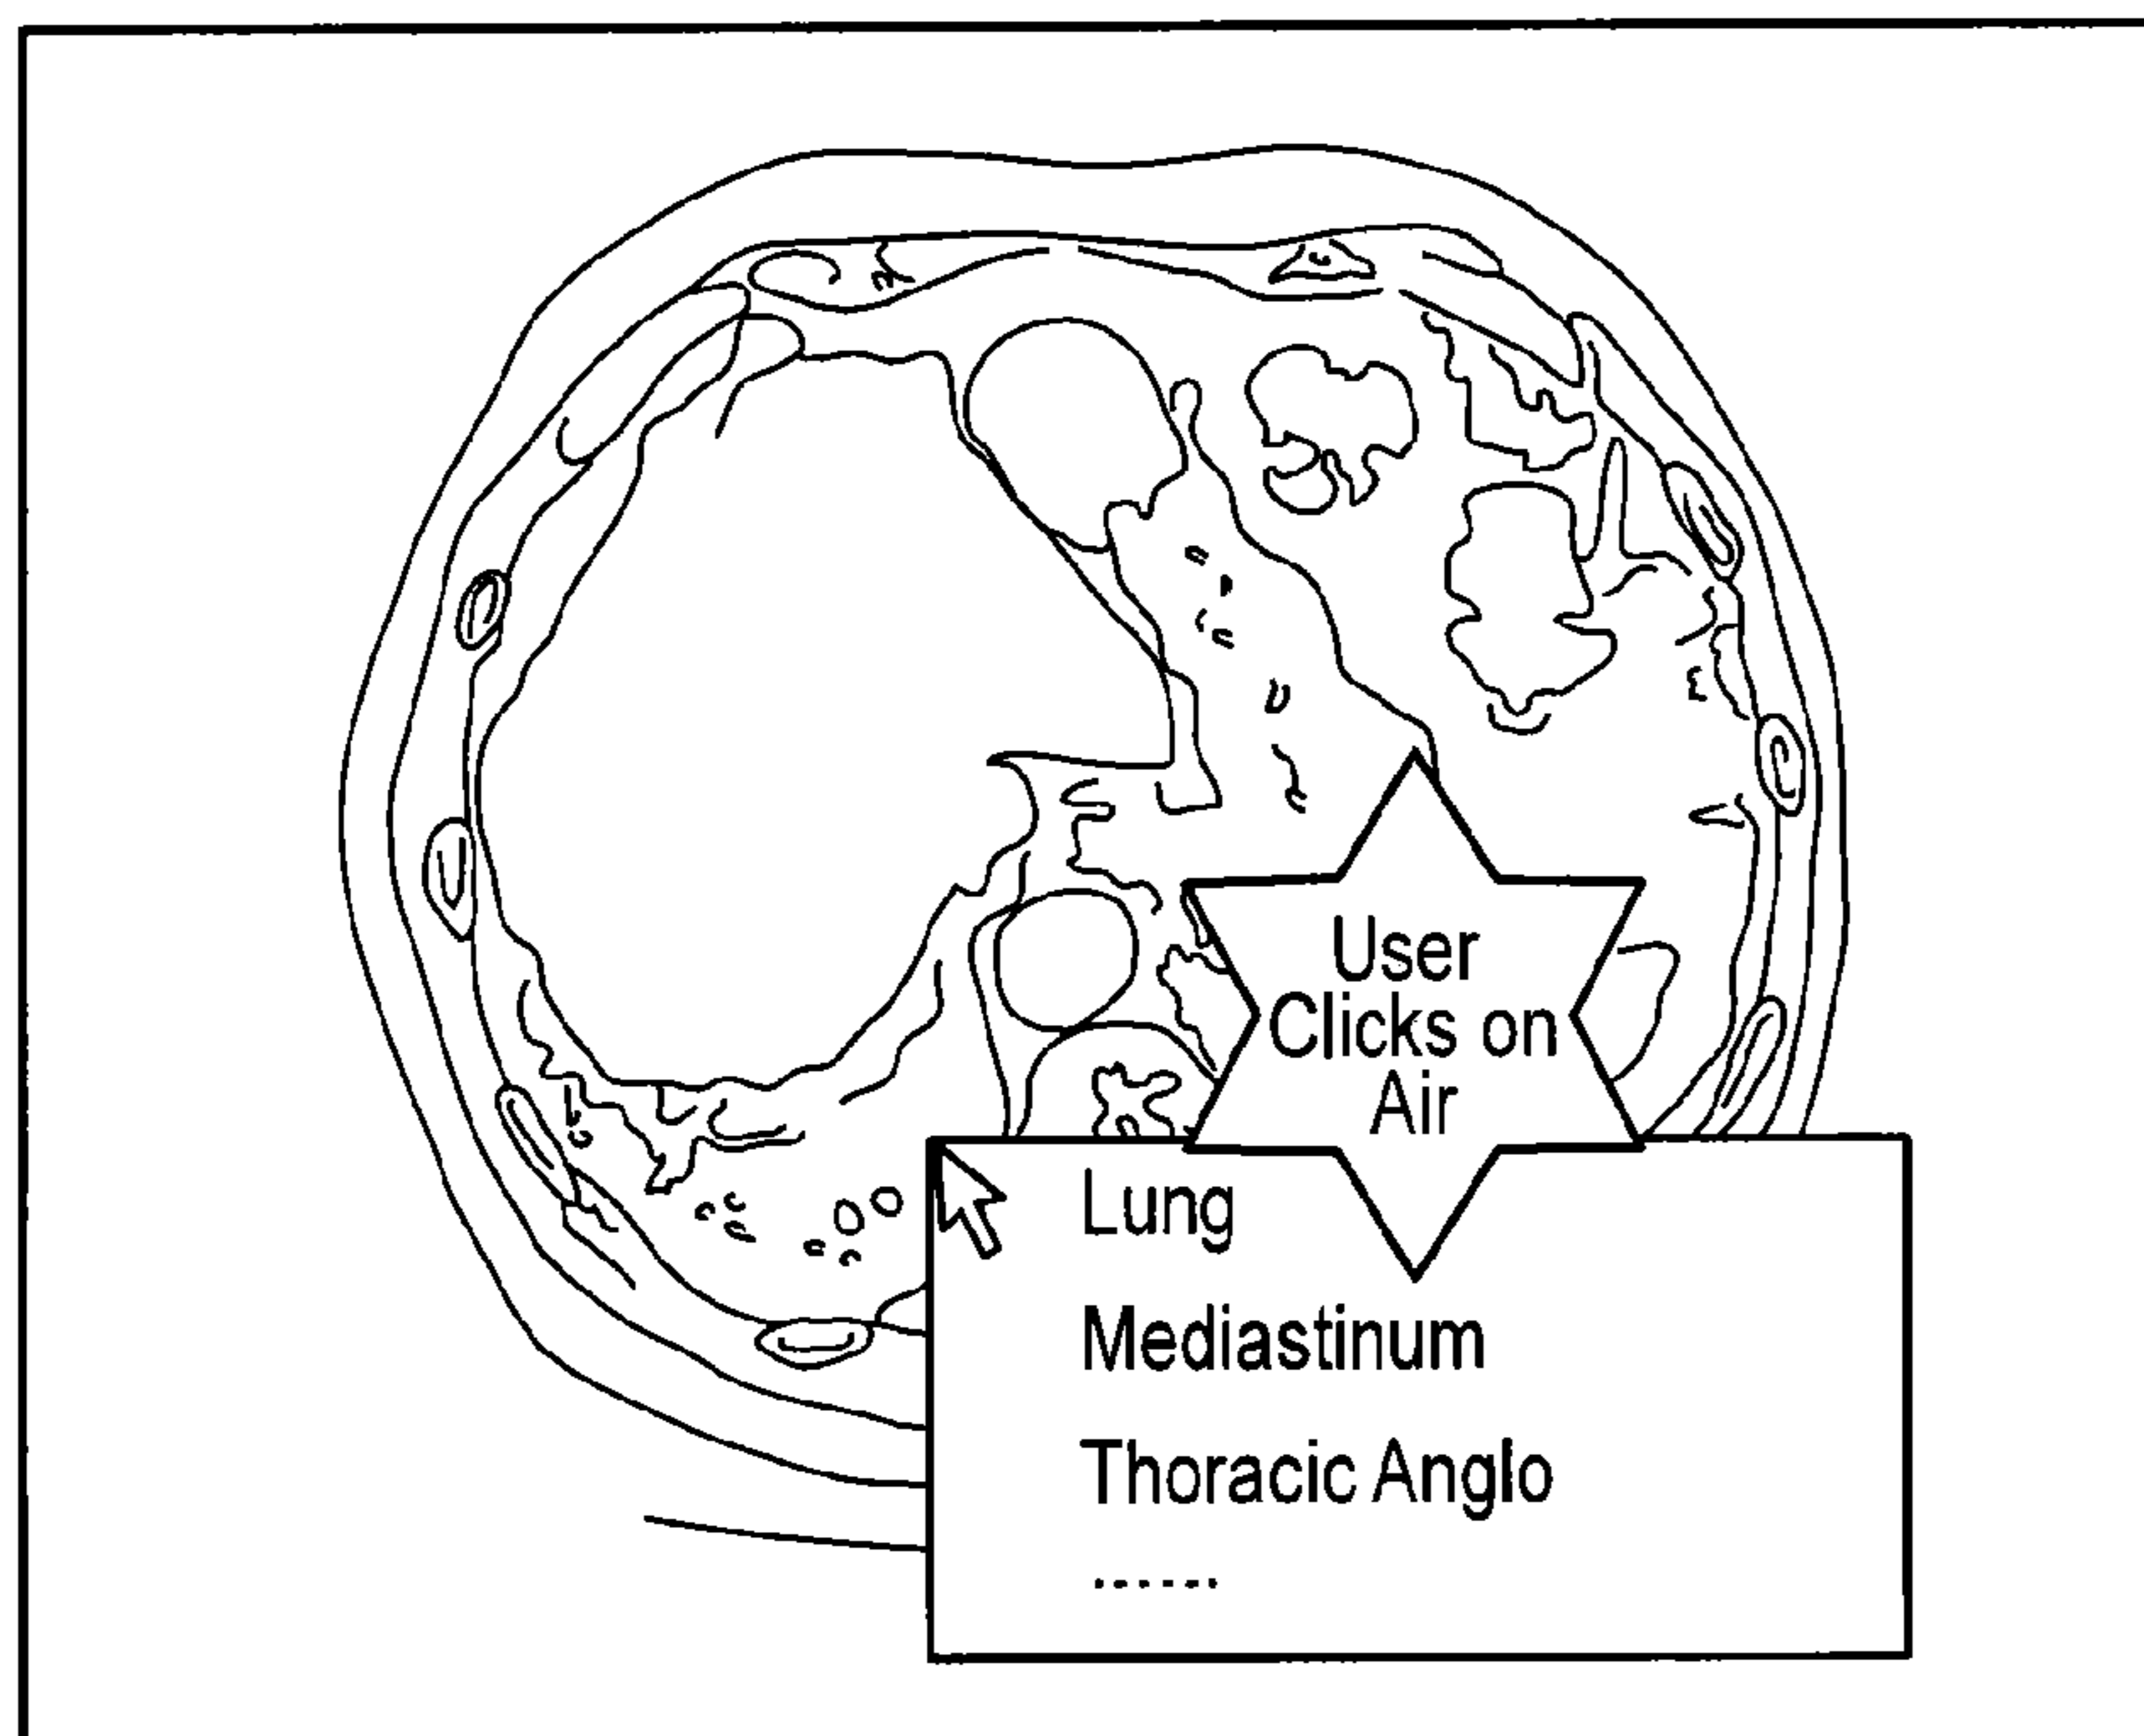 User
Clicks on
Air
Lung
Mediastinum
Thoracic Anglo
......